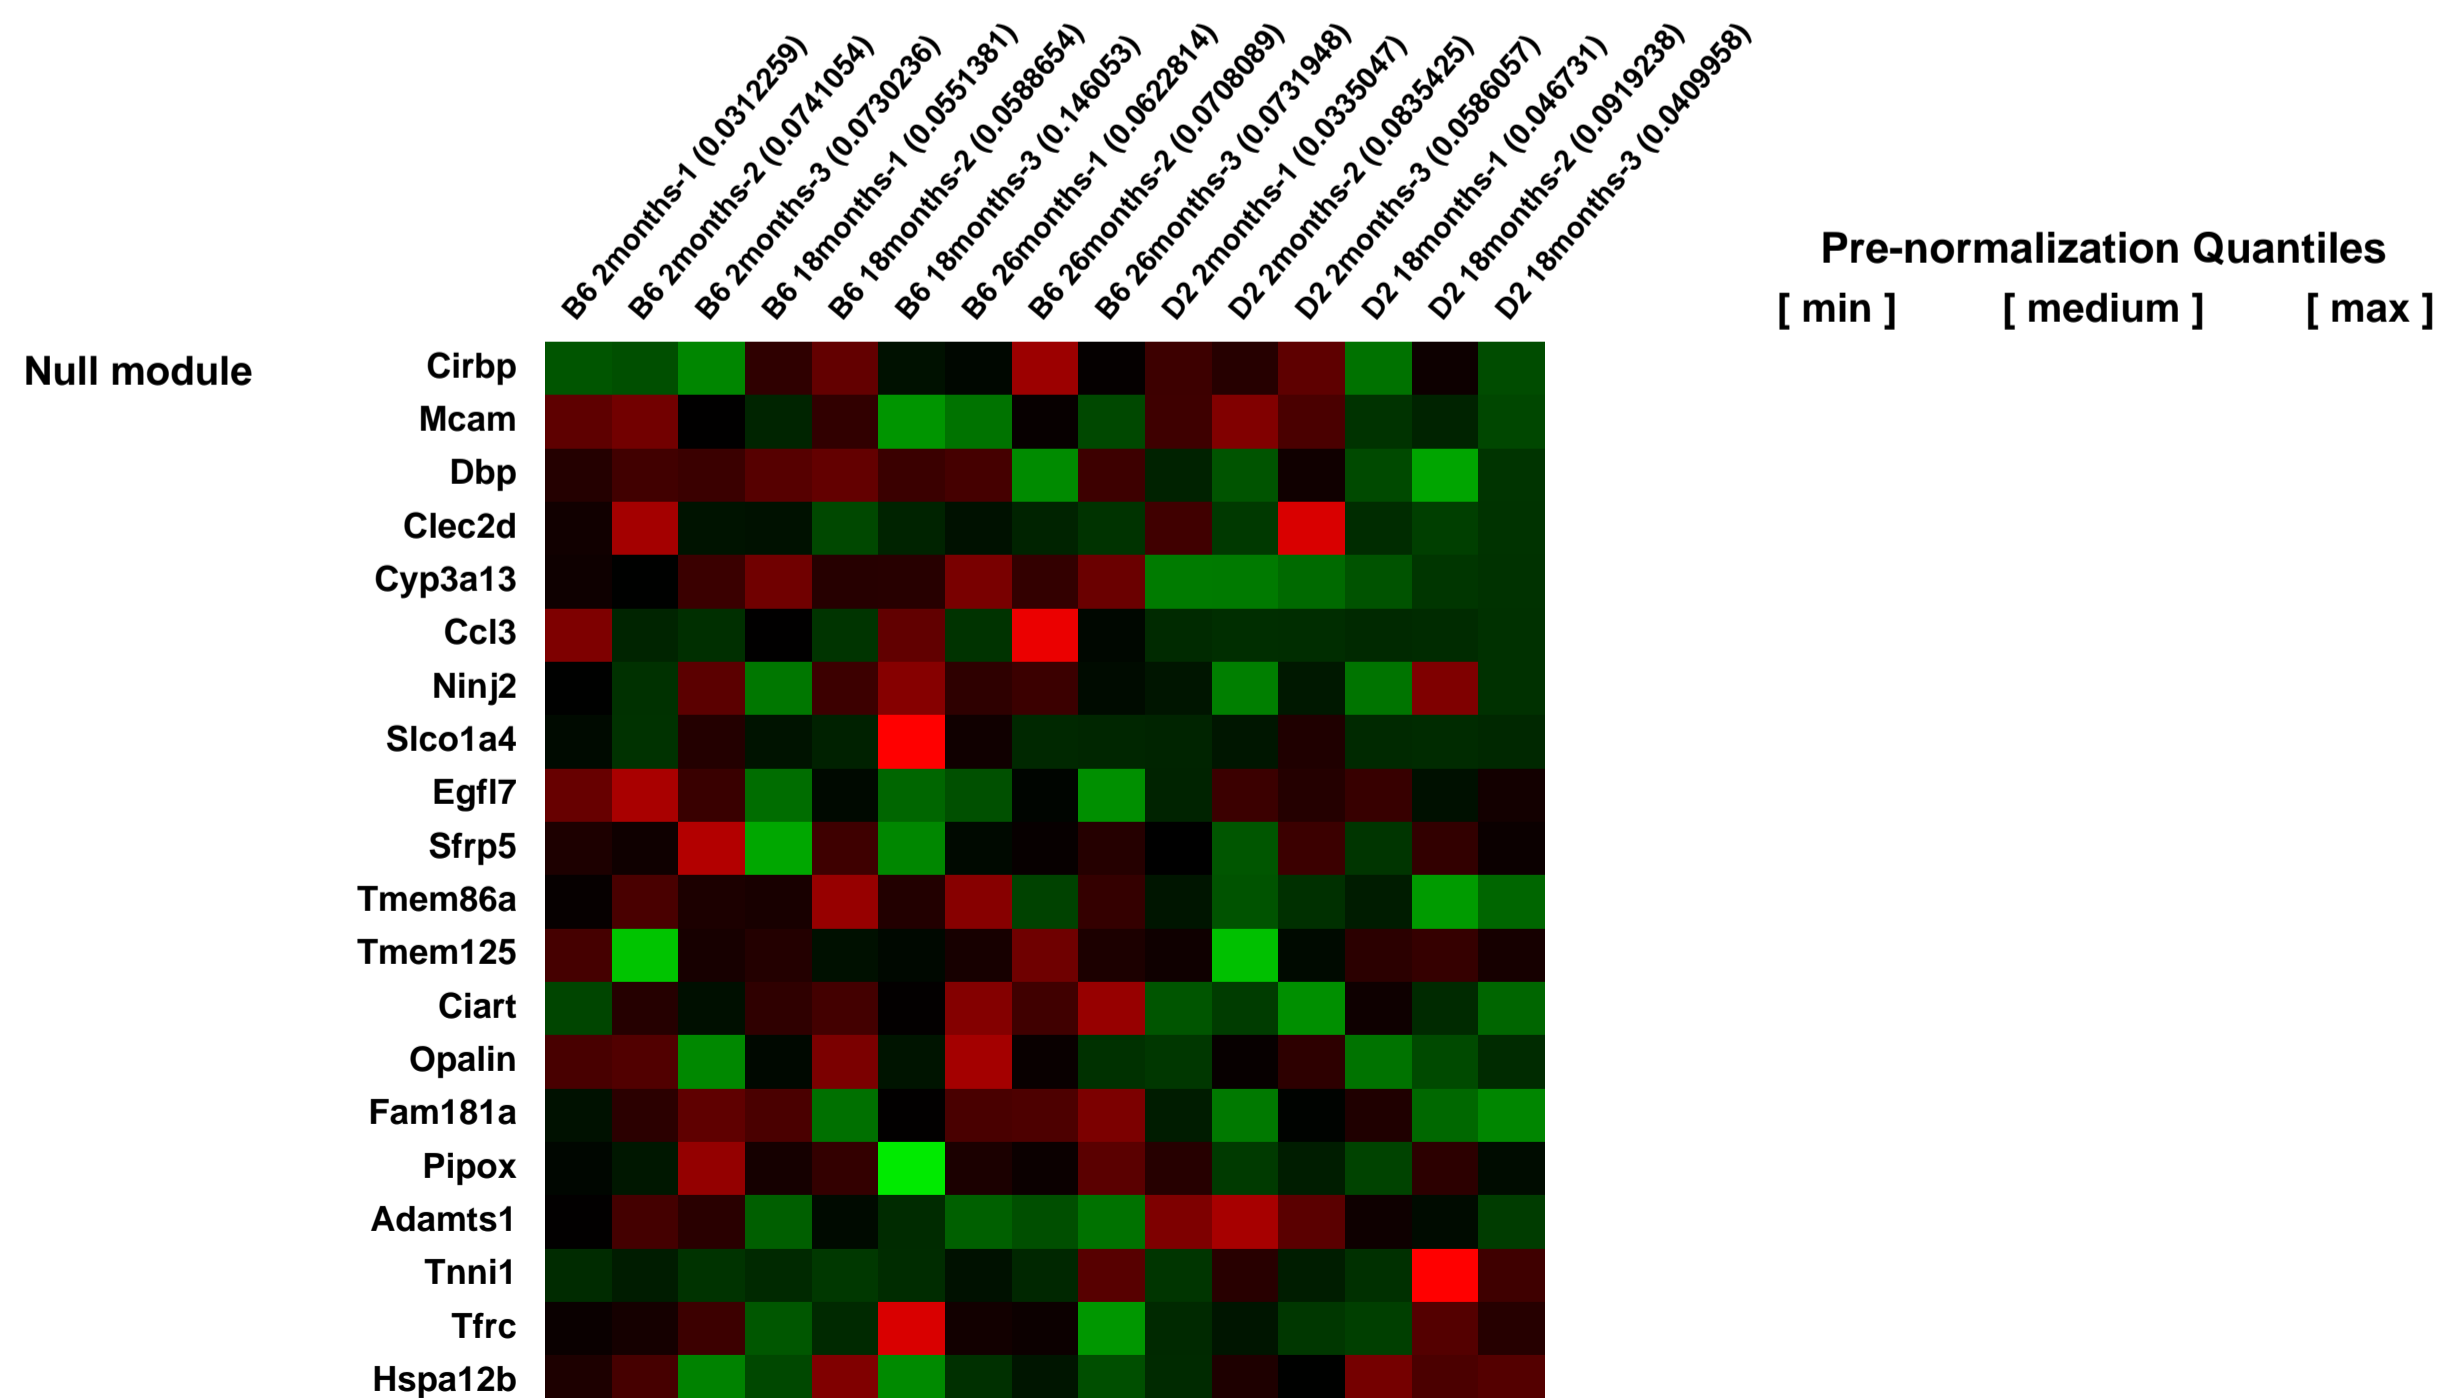 B6 2months-1 (0.0312259)
B6 2months-2 (0.0741054)
B6 2months-3 (0.0730236)
B6 18months-1 (0.0551381)
B6 18months-2 (0.0588654)
B6 18months-3 (0.146053)
B6 26months-1 (0.0622814)
B6 26months-2 (0.0708089)
B6 26months-3 (0.0731948)
D2 2months-1 (0.0335047)
D2 2months-2 (0.0835425)
D2 2months-3 (0.0586057)
D2 18months-1 (0.046731)
D2 18months-2 (0.0919238)
D2 18months-3 (0.0409958)
Pre-normalization Quantiles
[ min ] [ medium ] [ max ]
Null module
Cirbp
Mcam
Dbp
Clec2d
Cyp3a13
Ccl3
Ninj2
Slco1a4
Egfl7
Sfrp5
Tmem86a
Tmem125
Ciart
Opalin
Fam181a
Pipox
Adamts1
Tnni1
Tfrc
Hspa12b